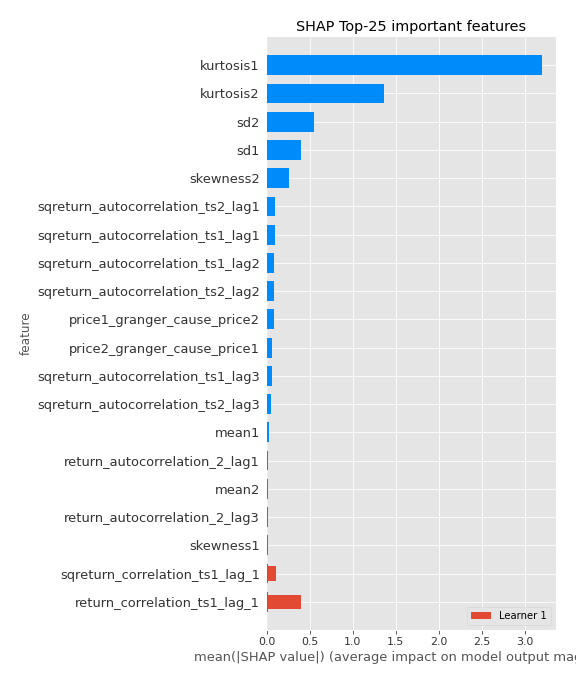 SHAP Top-25 important features
kurtosis1
kurtosis2
sd2
sd1
skewness2
sqreturn_autocorrelation_ts2_lag1
sqreturn_autocorrelation_ts1_lag1
sqreturn_autocorrelation_ts1_lag2
sqreturn_autocorrelation_ts2_lag2
price1_granger_cause_price2
price2_granger_cause_price1
sqreturn_autocorrelation_ts1_lag3
sqreturn_autocorrelation_ts2_lag3
mean1
return_autocorrelation_2_lag1
mean2
return_autocorrelation_2_lag3
skewness1
sqreturn_correlation_ts1_lag_1
return_correlation_ts1_lag_1
feature
Learner 1
0.0 0.5 1.0 1.5 2.0 2.5 3.0
mean(|SHAP value|) (average impact on model output mag